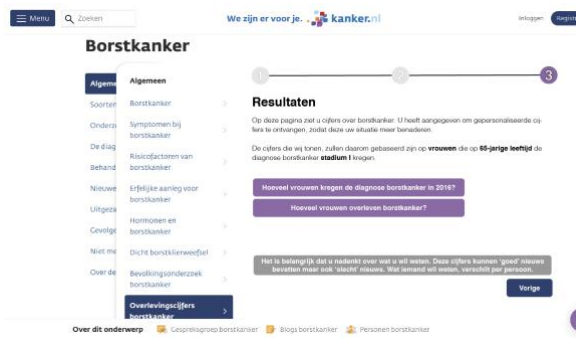 Menu
Zoeken
We zijn er voor je. kanker.nl
Inloggen
Registr
Borstkanker
Algeme
Soorten
Onderz
De diag
Behand
Nieuwe
Uitgeza
Gevolge
Niet me
Over de
Algemeen
Borstkanker
Symptomen bij
borstkanker
Risicofactoren van
borstkanker
Erfelijke aanleg voor
borstkanker
Hormonen en
borstkanker
Dicht borstklierweefsel
Bevolkingsonderzoek
borstkanker
Overlevingscijfers
borstkanker
1
2
3
Resultaten
Op deze pagina ziet u cijfers over borstkanker. U heeft aangegeven om gepersonaliseerde cij-
fers te ontvangen, zodat deze uw situatie meer benaderen.
De cijfers die wij tonen, zullen daarom gebaseerd zijn op vrouwen die op 65-jarige leeftijd de
diagnose borstkanker stadium I kregen.
Hoeveel vrouwen kregen de diagnose borstkanker in 2016?
Hoeveel vrouwen overleven borstkanker?
Het is belangrijk dat u nadenkt over wat u wil weten. Deze cijfers kunnen 'goed' nieuws
bevatten maar ook 'slecht' nieuws. Wat iemand wil weten, verschilt per persoon.
Vorige
Over dit onderwerp
Gespreksgroep borstkanker
Blogs borstkanker
Personen borstkanker